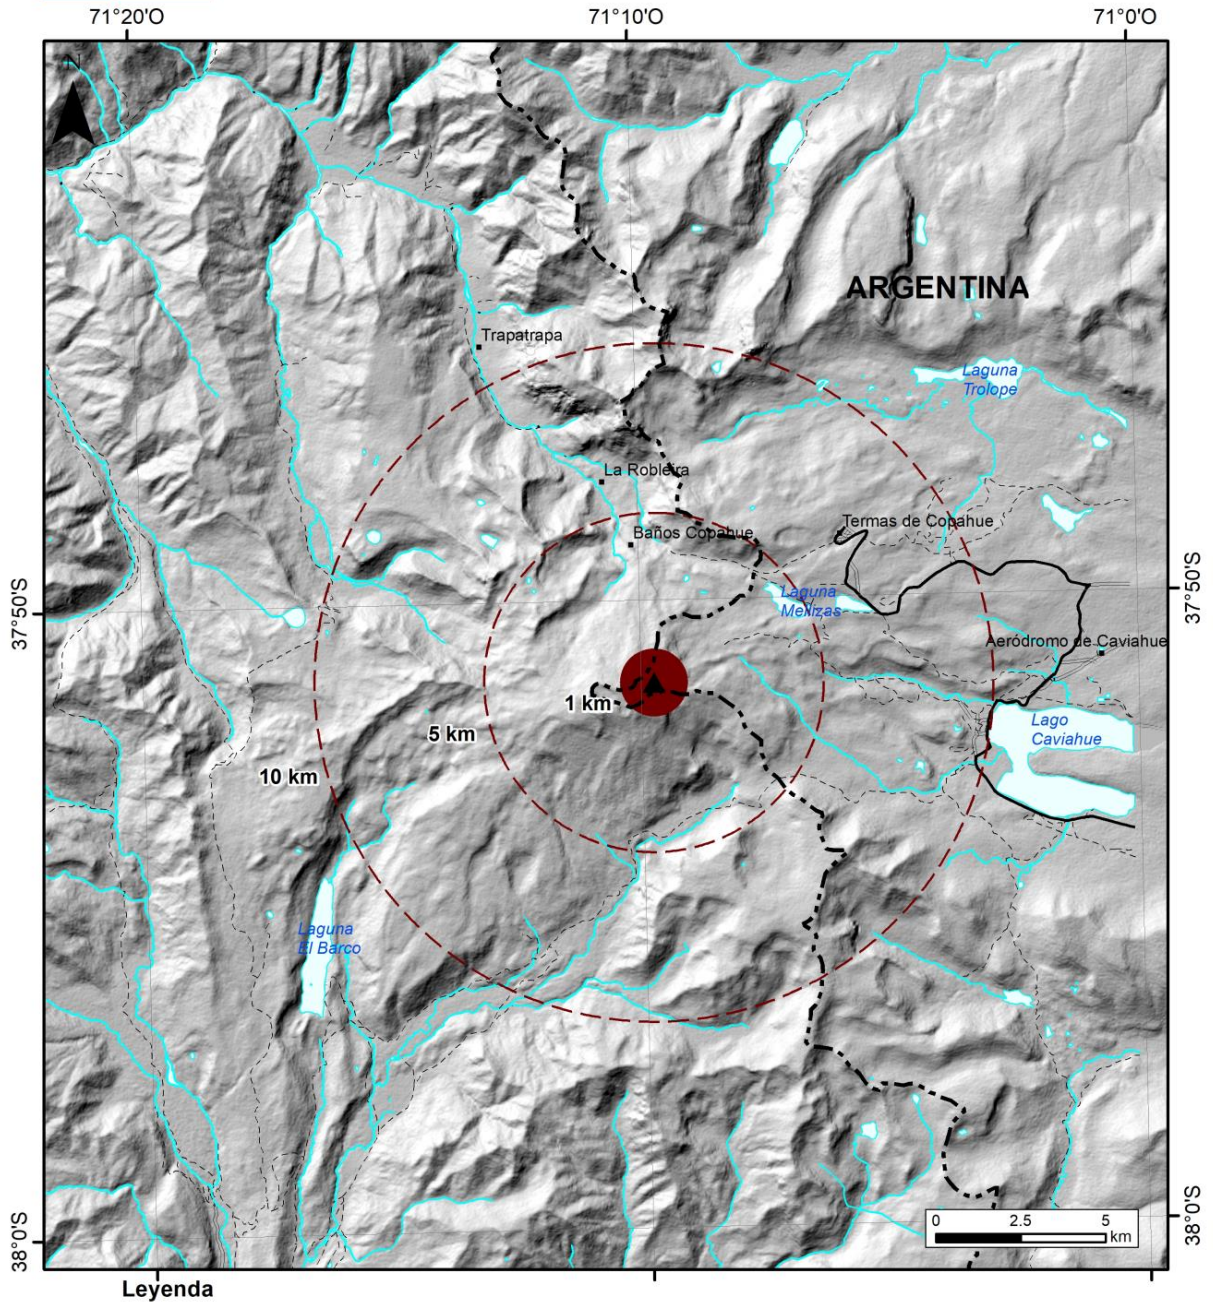 71°20'O
71°10'O
71°0'O
N
ARGENTINA
Trapatrapa
Laguna
Trolope
La Robleira
Termas de Copahue
Baños Copahue
37°50'S
37°50'S
Laguna
Mellizas
Aeródromo de Caviahue
1 km
5 km
Lago
Caviahue
10 km
Laguna
El Barco
0 2.5 5
km
38°0'S
38°0'S
Leyenda